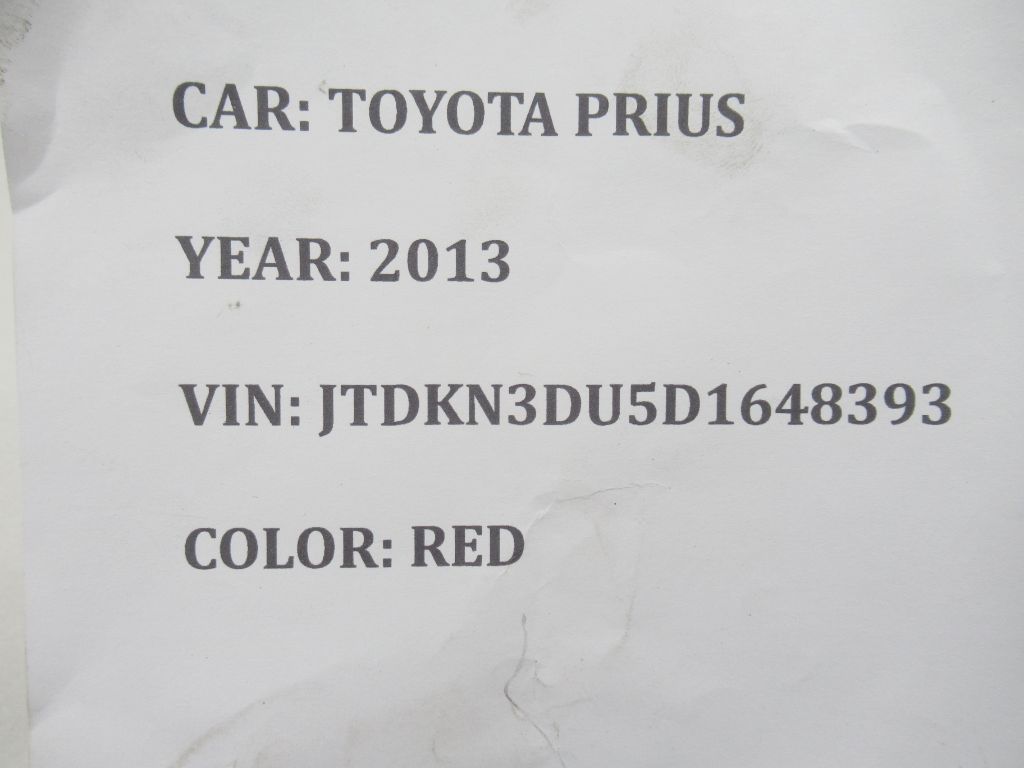 CAR: TOYOTA PRIUS
YEAR: 2013
VIN: JTDKN3DU5D1648393
COLOR: RED